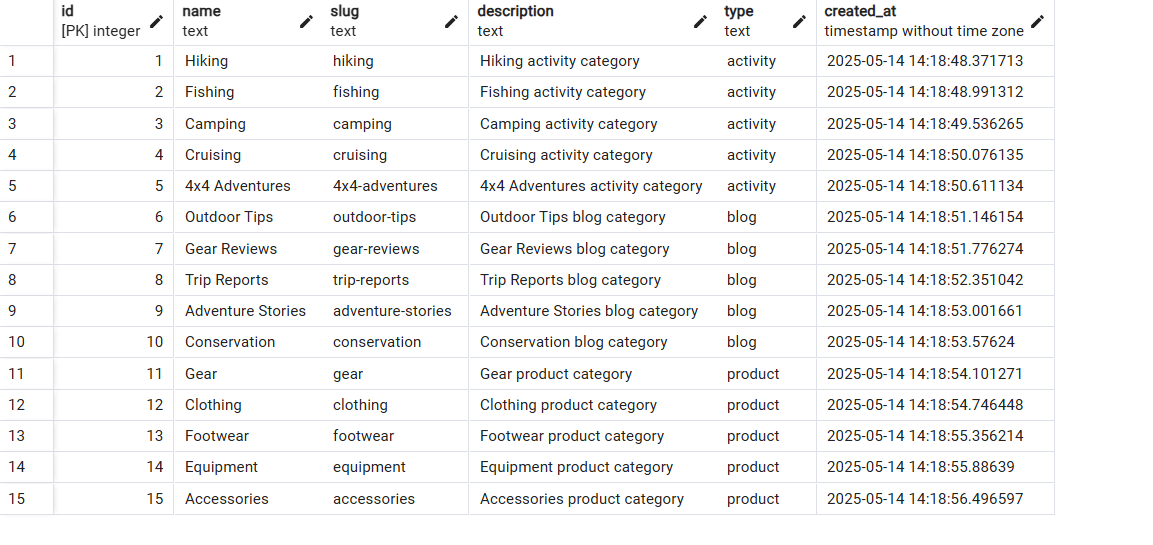 id name slug description type created_at
[PK] integer text text text text timestamp without time zone
1 1 Hiking hiking Hiking activity category activity 2025-05-14 14:18:48.371713
2 2 Fishing fishing Fishing activity category activity 2025-05-14 14:18:48.991312
3 3 Camping camping Camping activity category activity 2025-05-14 14:18:49.536265
4 4 Cruising cruising Cruising activity category activity 2025-05-14 14:18:50.076135
5 5 4x4 Adventures 4x4-adventures 4x4 Adventures activity category activity 2025-05-14 14:18:50.611134
6 6 Outdoor Tips outdoor-tips Outdoor Tips blog category blog 2025-05-14 14:18:51.146154
7 7 Gear Reviews gear-reviews Gear Reviews blog category blog 2025-05-14 14:18:51.776274
8 8 Trip Reports trip-reports Trip Reports blog category blog 2025-05-14 14:18:52.351042
9 9 Adventure Stories adventure-stories Adventure Stories blog category blog 2025-05-14 14:18:53.001661
10 10 Conservation conservation Conservation blog category blog 2025-05-14 14:18:53.57624
11 11 Gear gear Gear product category product 2025-05-14 14:18:54.101271
12 12 Clothing clothing Clothing product category product 2025-05-14 14:18:54.746448
13 13 Footwear footwear Footwear product category product 2025-05-14 14:18:55.356214
14 14 Equipment equipment Equipment product category product 2025-05-14 14:18:55.88639
15 15 Accessories accessories Accessories product category product 2025-05-14 14:18:56.496597